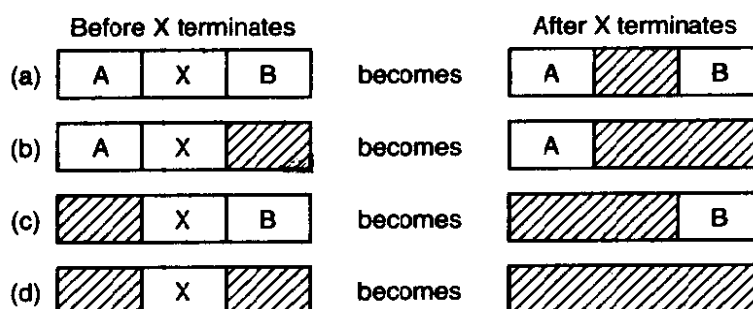 Before X terminates After X terminates
(a) A X B becomes A B
(b) A X becomes A
(c) X B becomes B
(d) X becomes